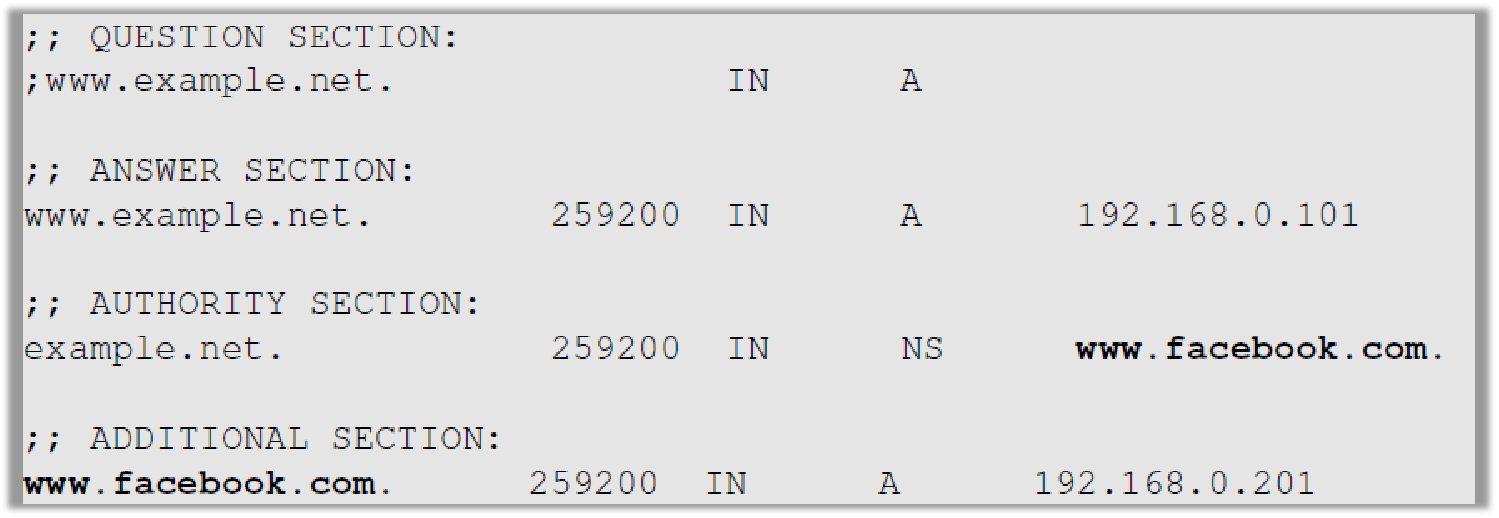 ;; QUESTION SECTION:
;www.example.net. IN A
;; ANSWER SECTION:
www.example.net. 259200 IN A 192.168.0.101
;; AUTHORITY SECTION:
example.net. 259200 IN NS www.facebook.com.
;; ADDITIONAL SECTION:
www.facebook.com. 259200 IN A 192.168.0.201